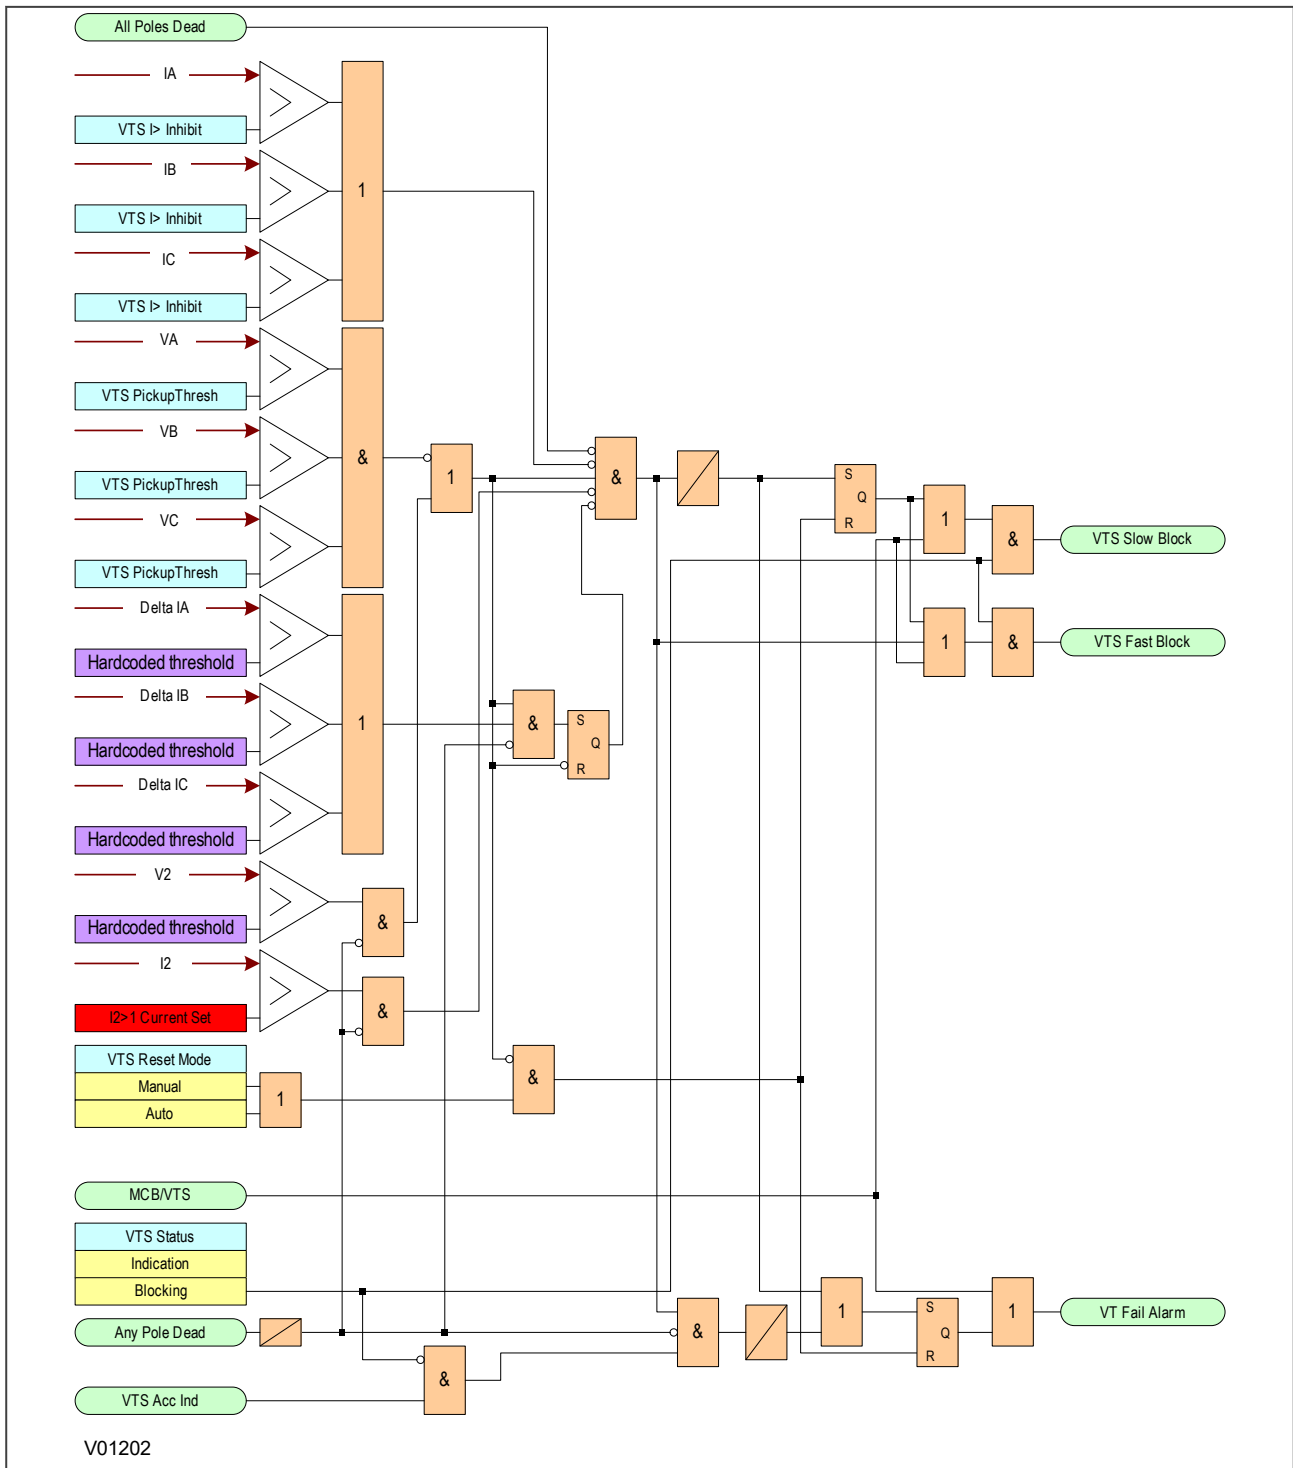 All Poles Dead
IA
VTS I> Inhibit
IB
VTS I> Inhibit
1
IC
VTS I> Inhibit
VA
VTS PickupThresh
VB
VTS PickupThresh
&
1
&
VC
VTS PickupThresh
S
Q
R
1
&
VTS Slow Block
Delta IA
Hardcoded threshold
1
&
VTS Fast Block
Delta IB
Hardcoded threshold
1
&
S
Q
R
Delta IC
Hardcoded threshold
V2
Hardcoded threshold
&
I2
I2>1 Current Set
&
VTS Reset Mode
Manual
Auto
1
&
MCB/VTS
VTS Status
Indication
Blocking
Any Pole Dead
&
1
S
Q
R
1
VT Fail Alarm
VTS Acc Ind
&
V01202